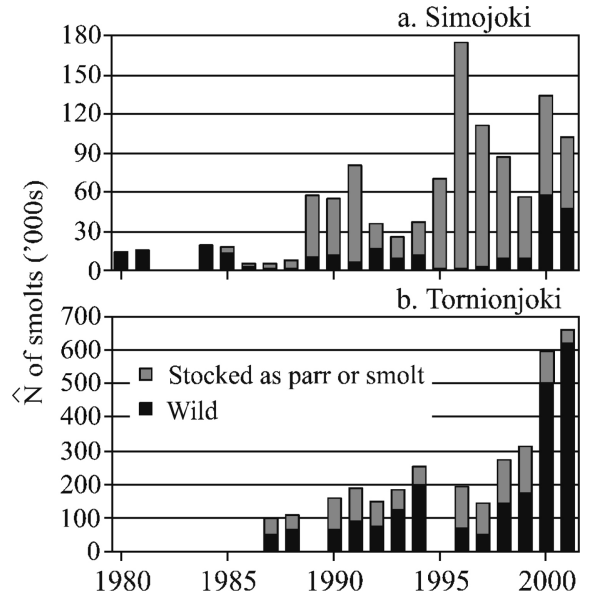 a. Simojoki
180
150
120
90
60
30
0
N̂ of smolts ('000s)
b. Tornionjoki
700
600
500
400
300
200
100
0
Stocked as parr or smolt
Wild
1980 1985 1990 1995 2000